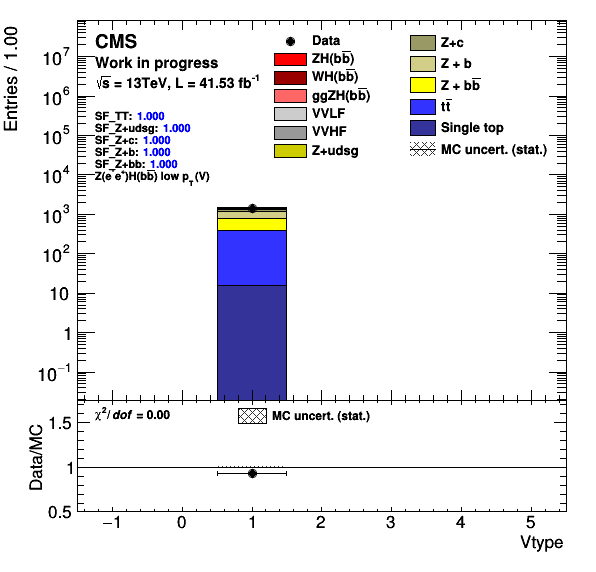 Entries / 1.00
CMS
Work in progress
√s = 13TeV, L = 41.53 fb⁻¹
SF_TT: 1.000
SF_Z+udsg: 1.000
SF_Z+c: 1.000
SF_Z+b: 1.000
SF_Z+bb: 1.000
Z(e⁻e⁺)H(bb̅) low p_T(V)
Data
ZH(bb̅)
WH(bb̅)
ggZH(bb̅)
VVLF
VVHF
Z+udsg
Z+c
Z + b
Z + bb̅
tt̅
Single top
MC uncert. (stat.)
10⁷
10⁶
10⁵
10⁴
10³
10²
10
1
10⁻¹
Data/MC
χ²/dof = 0.00
MC uncert. (stat.)
1.5
1
0.5
−1 0 1 2 3 4 5
Vtype